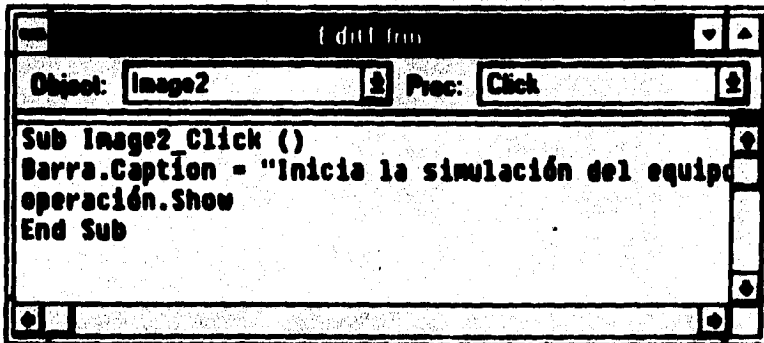 Object: Image2 Proc: Click
Sub Image2_Click ()
Barra.Caption = "Inicia la simulación del equipo
operación.Show
End Sub